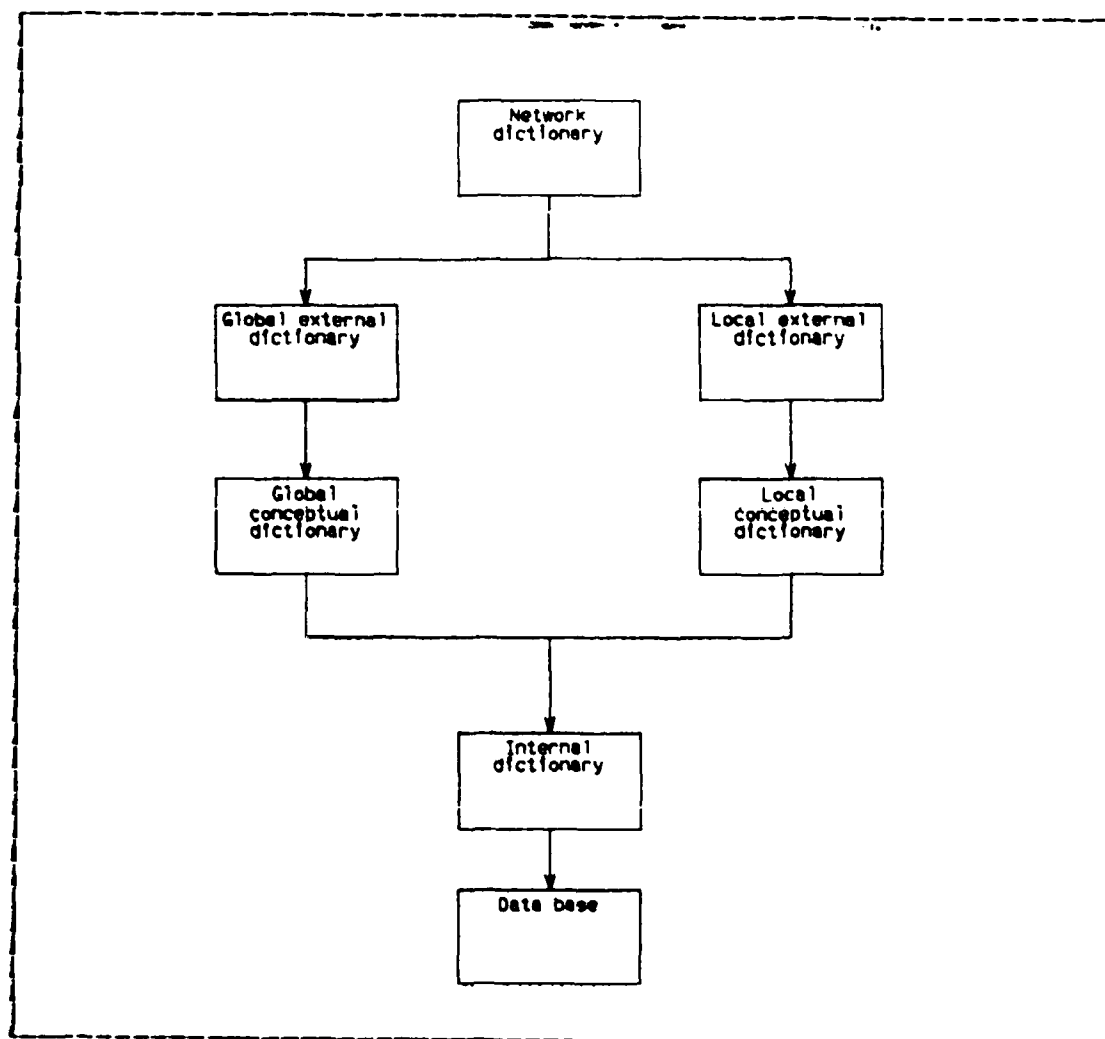 Network
dictionary
Global external
dictionary
Local external
dictionary
Global
conceptual
dictionary
Local
conceptual
dictionary
Internal
dictionary
Data base